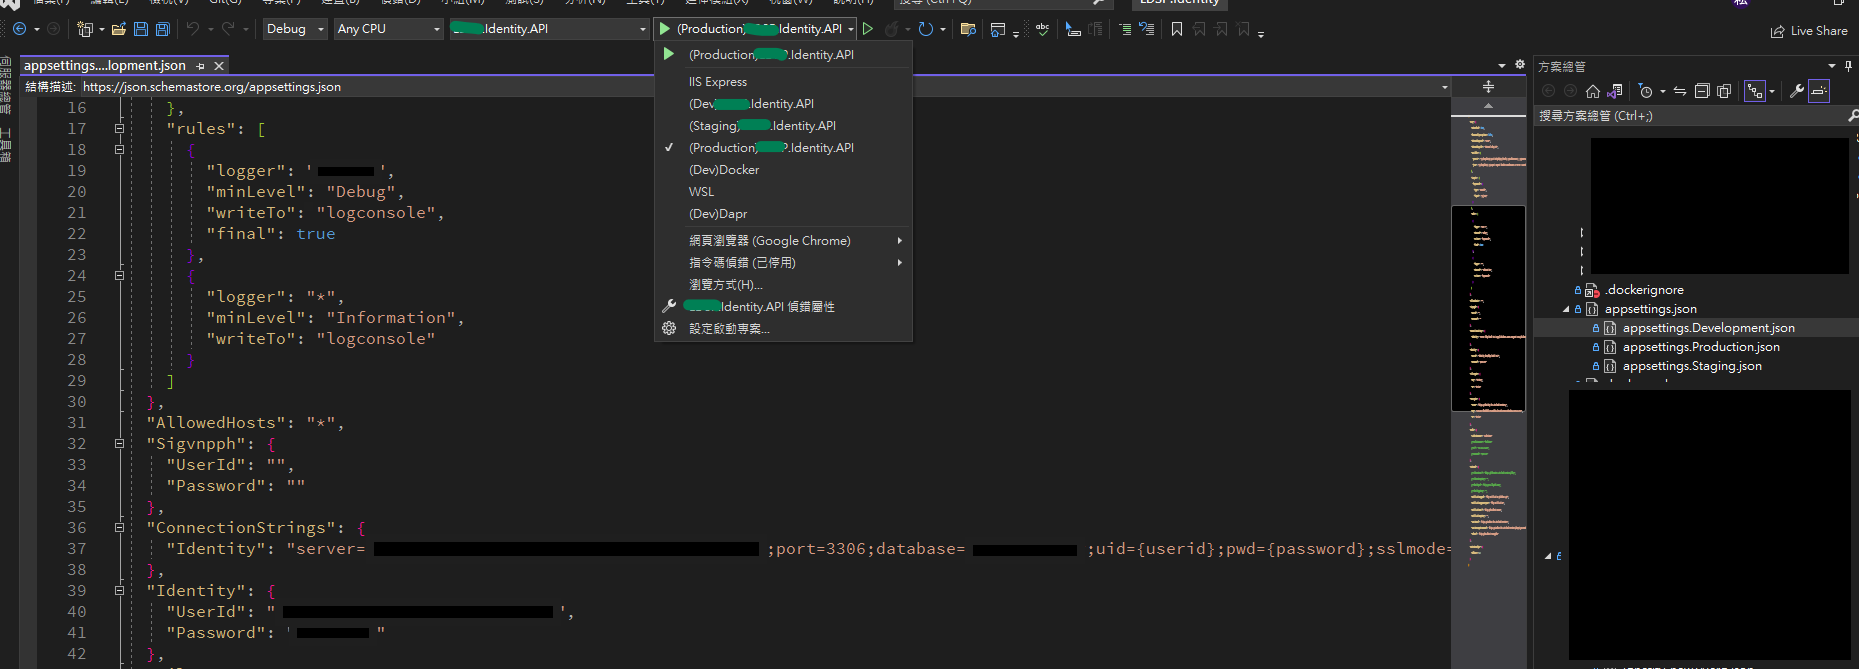 Debug
Any CPU
.Identity.API
(Production) Identity.API
Live Share
appsettings....lopment.json
結構描述:
https://json.schemastore.org/appsettings.json
16 },
17 "rules": [
18 {
19 "logger": ' ',
20 "minLevel": "Debug",
21 "writeTo": "logconsole",
22 "final": true
23 },
24 {
25 "logger": "*",
26 "minLevel": "Information",
27 "writeTo": "logconsole"
28 }
29 ]
30 },
31 "AllowedHosts": "*",
32 "Sigvnpph": {
33 "UserId": "",
34 "Password": ""
35 },
36 "ConnectionStrings": {
37 "Identity": "server= ;port=3306;database= ;uid={userid};pwd={password};sslmode=
38 },
39 "Identity": {
40 "UserId": " ',
41 "Password": ' "
42 },
(Production) .Identity.API
IIS Express
(Dev) .Identity.API
(Staging) .Identity.API
(Production) .Identity.API
(Dev)Docker
WSL
(Dev)Dapr
網頁瀏覽器 (Google Chrome)
指令碼偵錯 (已停用)
瀏覽方式(H)...
.Identity.API 偵錯屬性
設定啟動專案...
方案總管
搜尋方案總管 (Ctrl+;)
.dockerignore
appsettings.json
appsettings.Development.json
appsettings.Production.json
appsettings.Staging.json
伺服器總管
工具箱